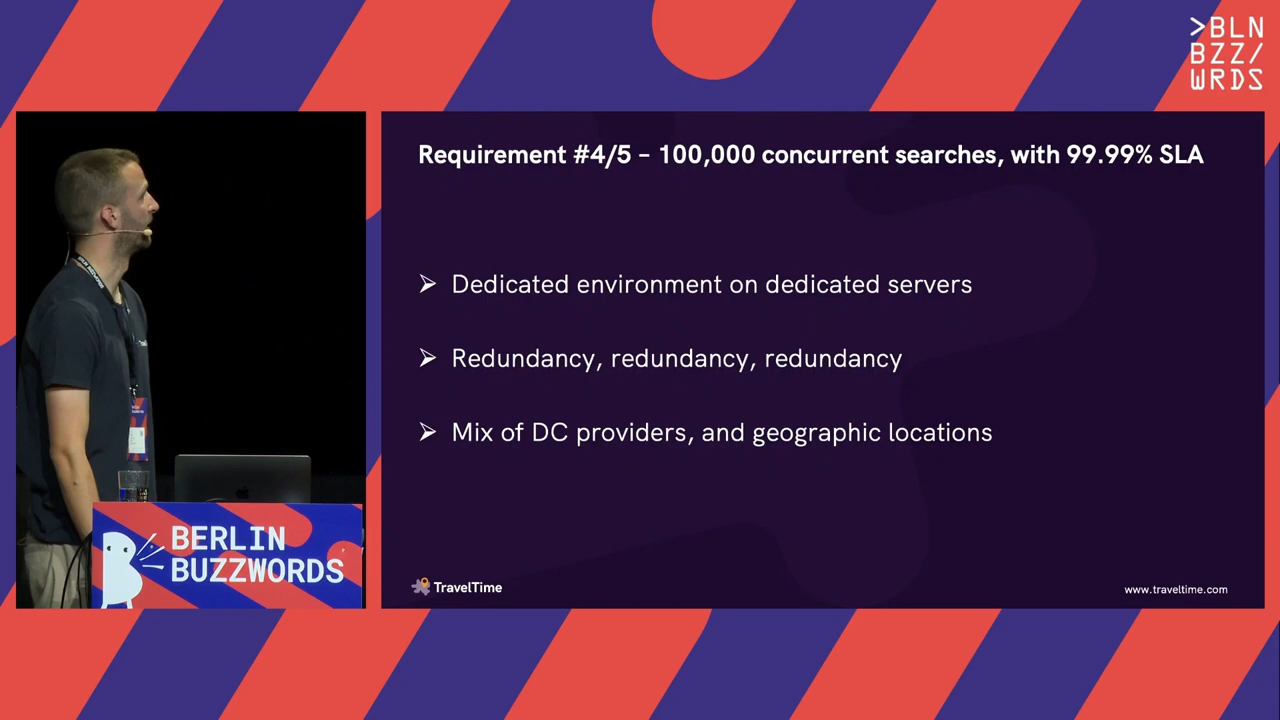 >BLN
BZZ/
WRDS
Requirement #4/5 – 100,000 concurrent searches, with 99.99% SLA
➢ Dedicated environment on dedicated servers
➢ Redundancy, redundancy, redundancy
➢ Mix of DC providers, and geographic locations
TravelTime
www.traveltime.com
BERLIN
BUZZWORDS